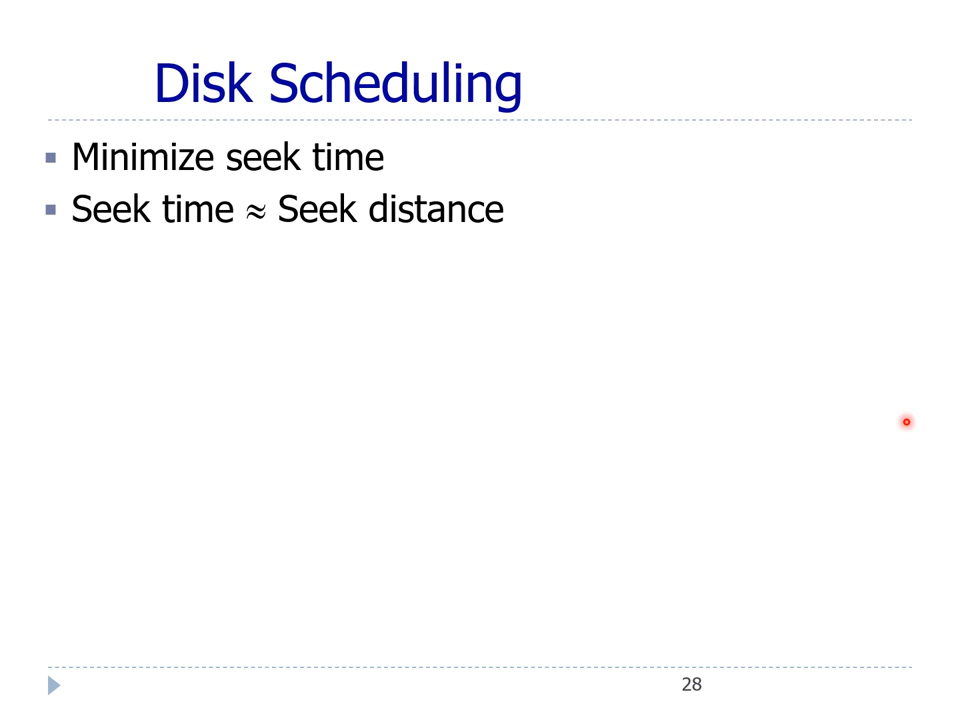 Disk Scheduling
▪ Minimize seek time
▪ Seek time ≈ Seek distance
28